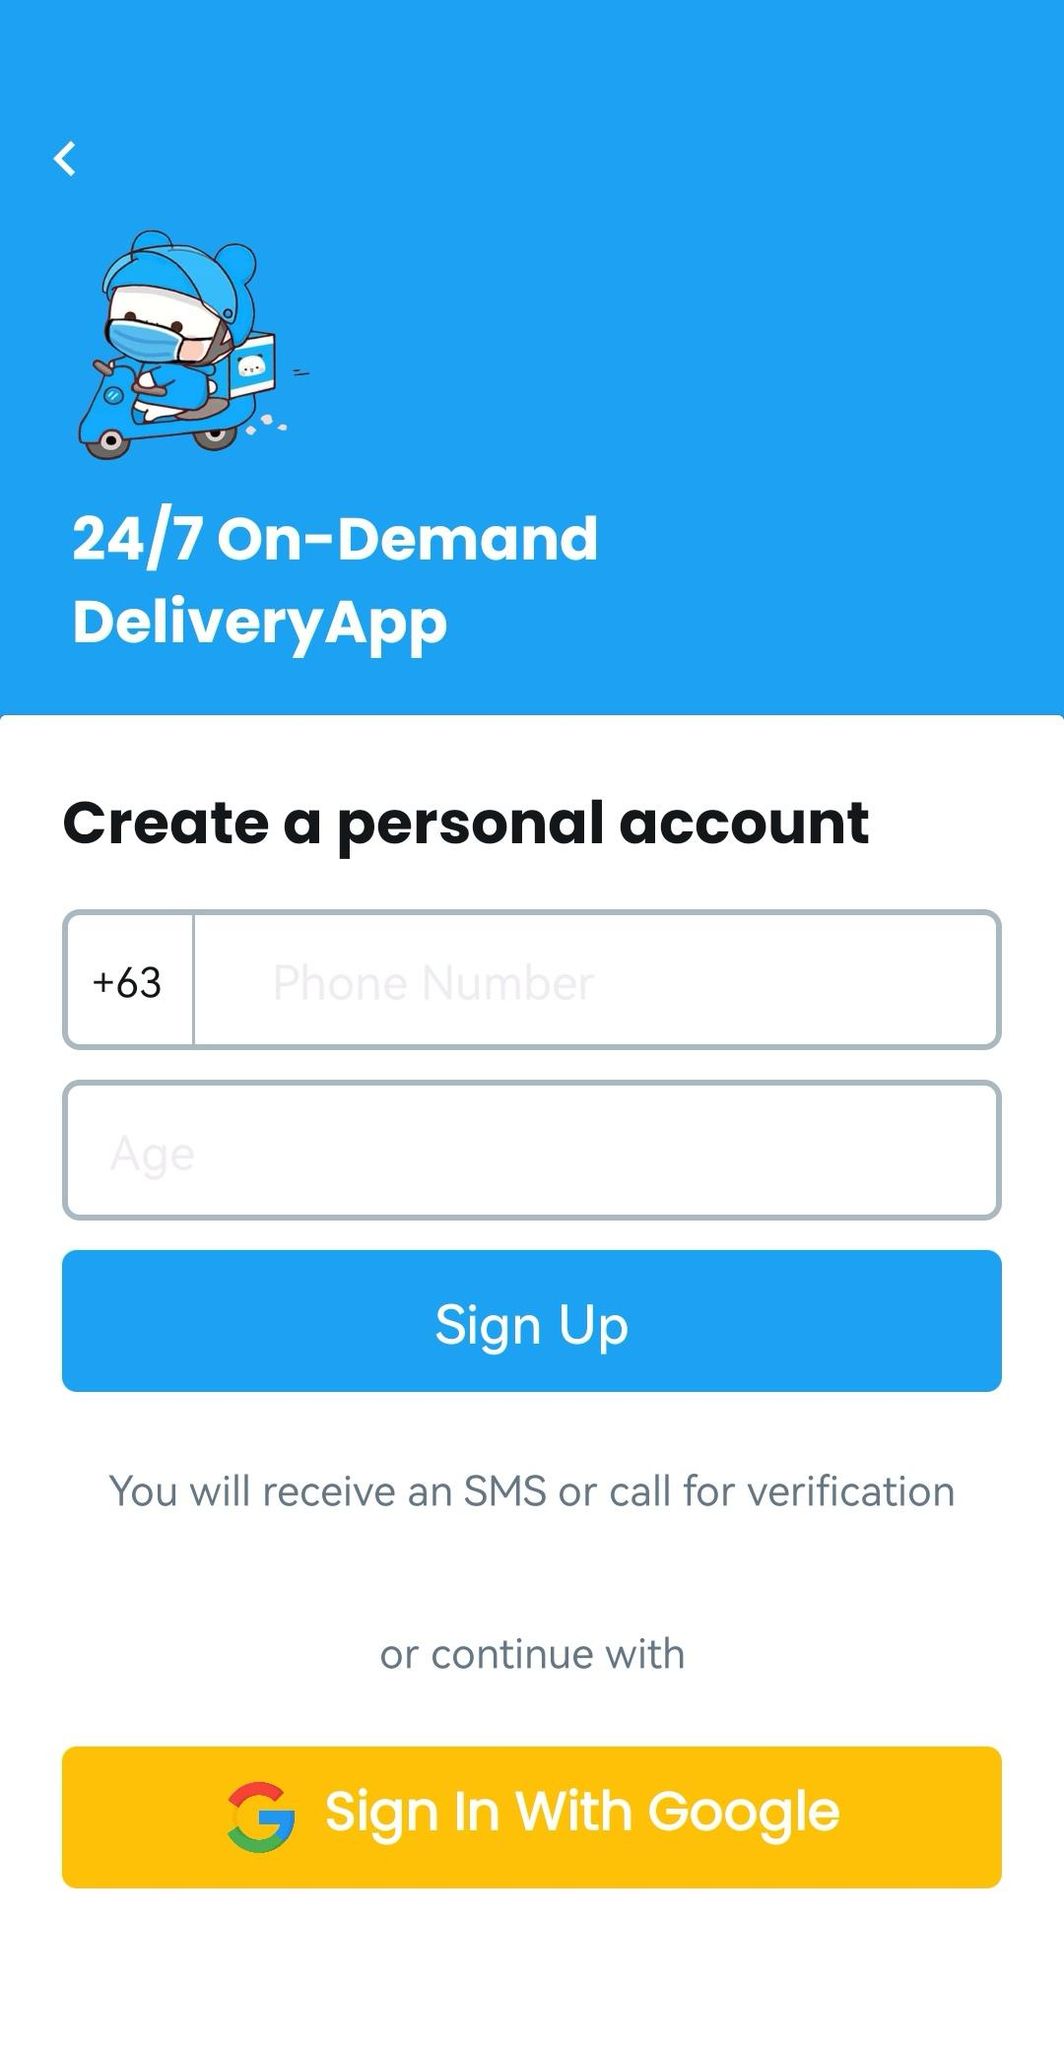 24/7 On-Demand
DeliveryApp
Create a personal account
+63 Phone Number
Age
Sign Up
You will receive an SMS or call for verification
or continue with
Sign In With Google